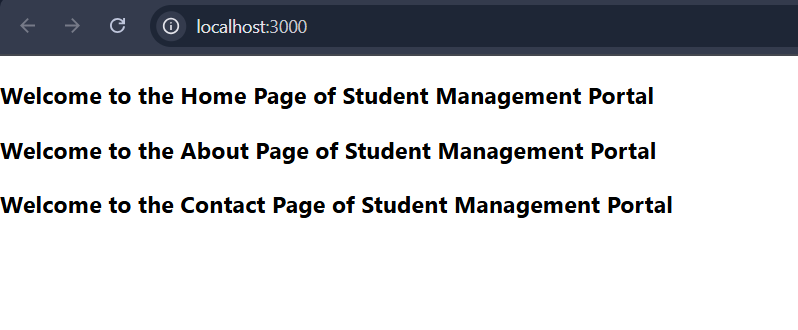 localhost:3000
Welcome to the Home Page of Student Management Portal
Welcome to the About Page of Student Management Portal
Welcome to the Contact Page of Student Management Portal